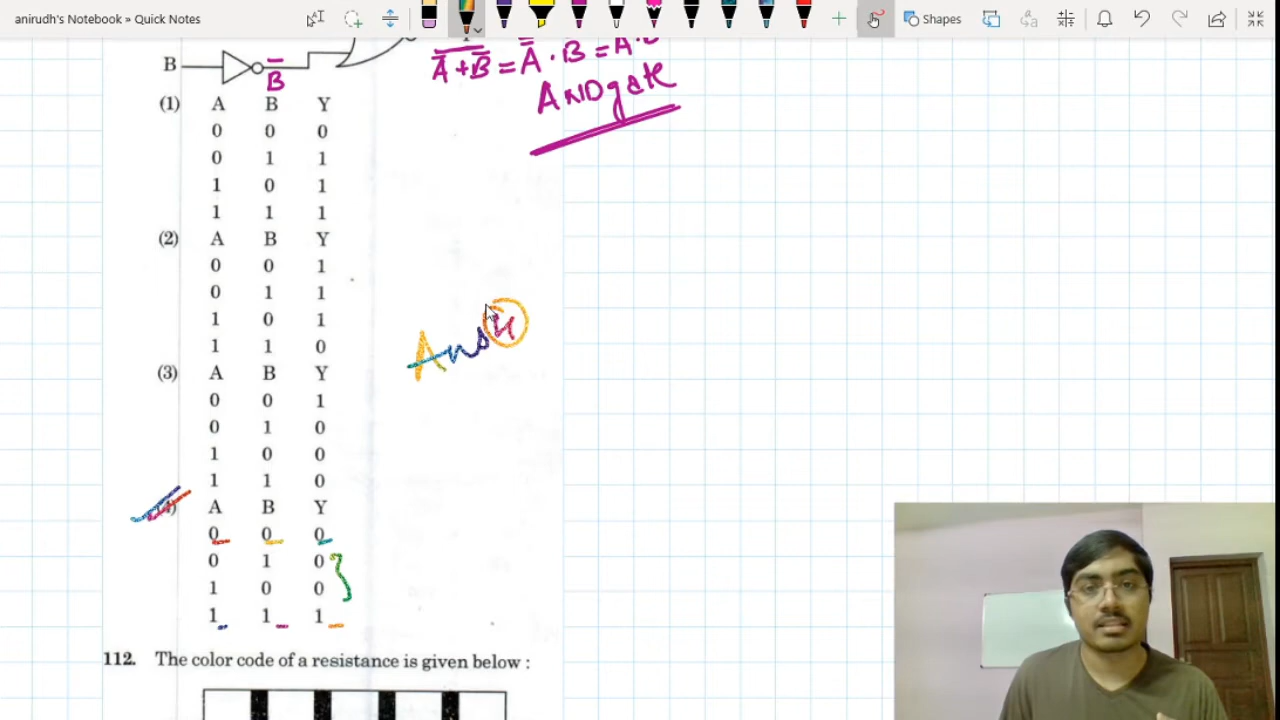 anirudh's Notebook » Quick Notes
Shapes
B
B̅
A̅+B̅ = A̿ · B̿ = A · B
AND gate
(1) A B Y
0 0 0
0 1 1
1 0 1
1 1 1
(2) A B Y
0 0 1
0 1 1
1 0 1
1 1 0
(3) A B Y
0 0 1
0 1 0
1 0 0
1 1 0
Ans 4
(4) A B Y
0 0 0
0 1 0
1 0 0
1 1 1
112. The color code of a resistance is given below :